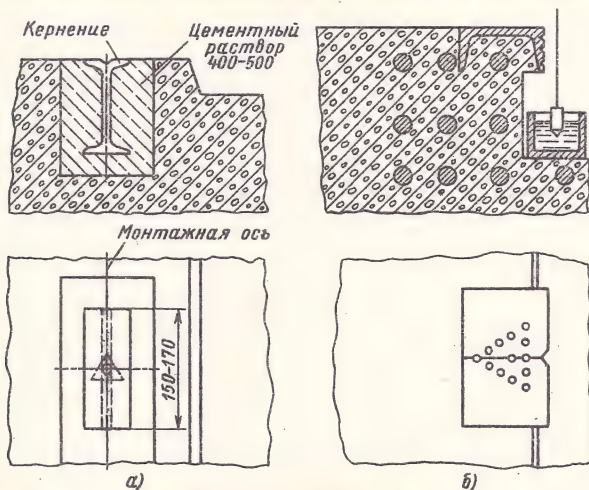 Кернение
Цементный
раствор
400-500
Монтажная ось
150-170
а)
б)